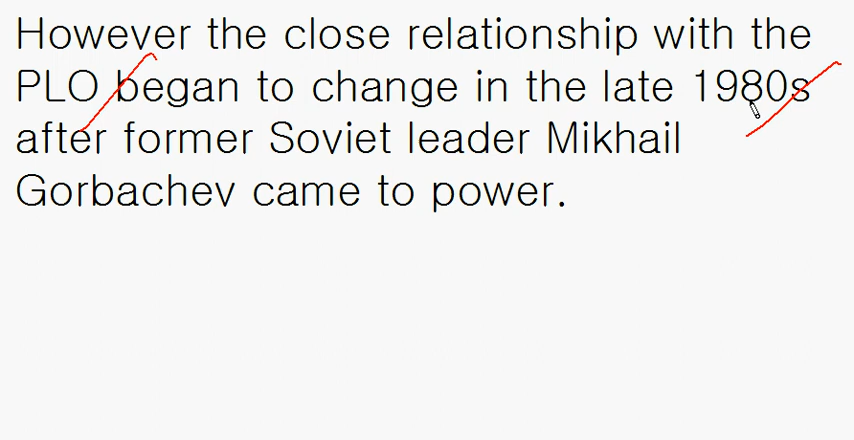 However the close relationship with the
PLO began to change in the late 1980s
after former Soviet leader Mikhail
Gorbachev came to power.